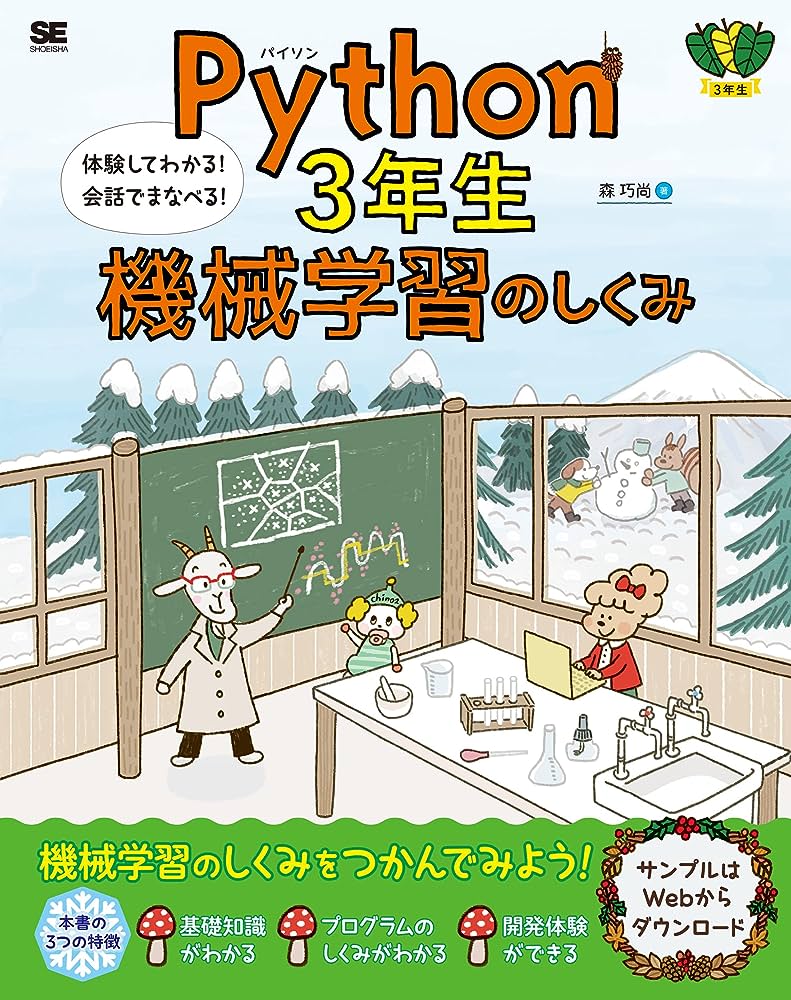 SE
SHOEISHA
Python
パイソン
3年生
体験してわかる!
会話でまなべる!
3年生
森 巧尚 著
機械学習のしくみ
chino2
機械学習のしくみをつかんでみよう!
本書の
3つの特徴
基礎知識
がわかる
プログラムの
しくみがわかる
開発体験
ができる
サンプルは
Webから
ダウンロード